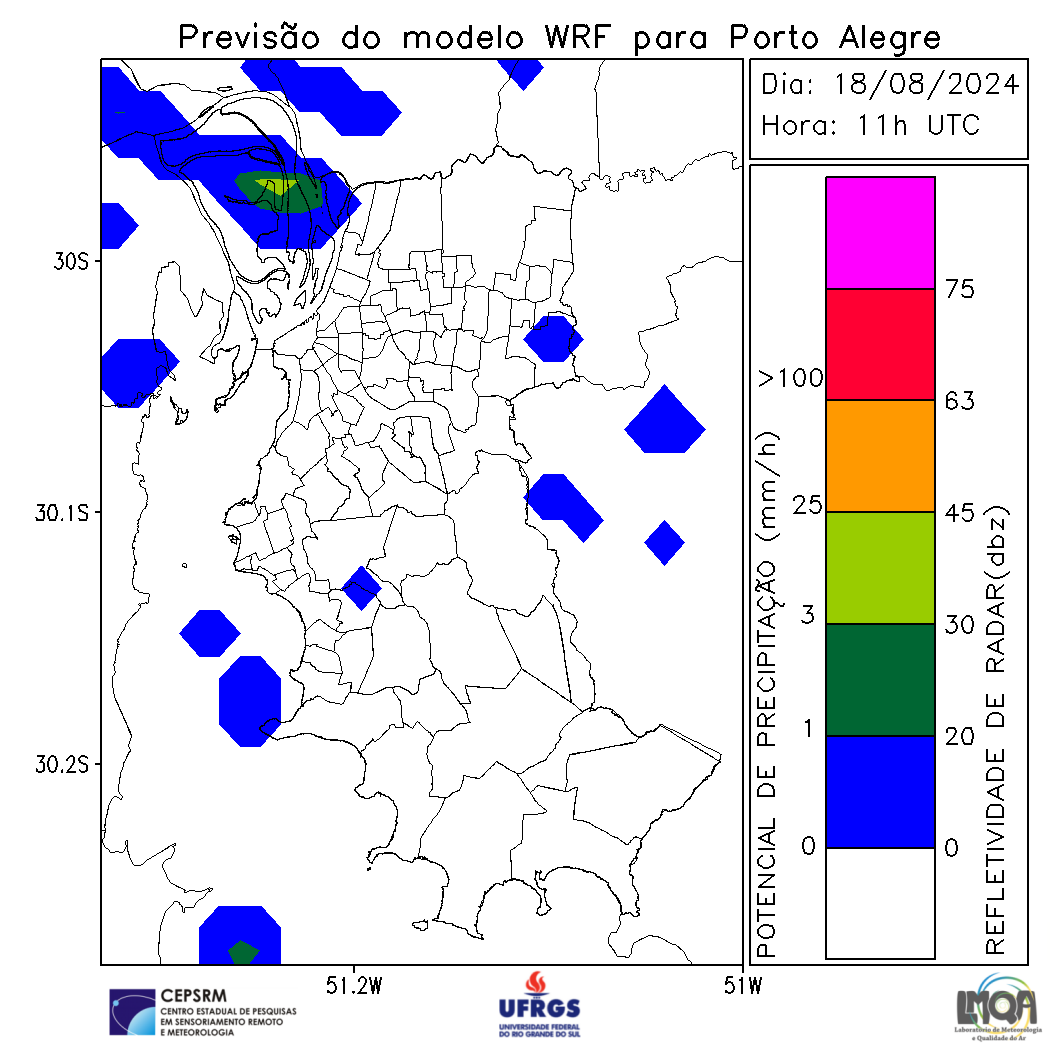 Previsão do modelo WRF para Porto Alegre
Dia: 18/08/2024
Hora: 11h UTC
30S
30.1S
30.2S
51.2W
51W
POTENCIAL DE PRECIPITAÇÃO (mm/h)
>100
25
3
1
0
75
63
45
30
20
0
REFLETIVIDADE DE RADAR(dbz)
CEPSRM
CENTRO ESTADUAL DE PESQUISAS
EM SENSORIAMENTO REMOTO
E METEOROLOGIA
UFRGS
UNIVERSIDADE FEDERAL
DO RIO GRANDE DO SUL
LMQA
Laboratório de Meteorologia
e Qualidade do Ar